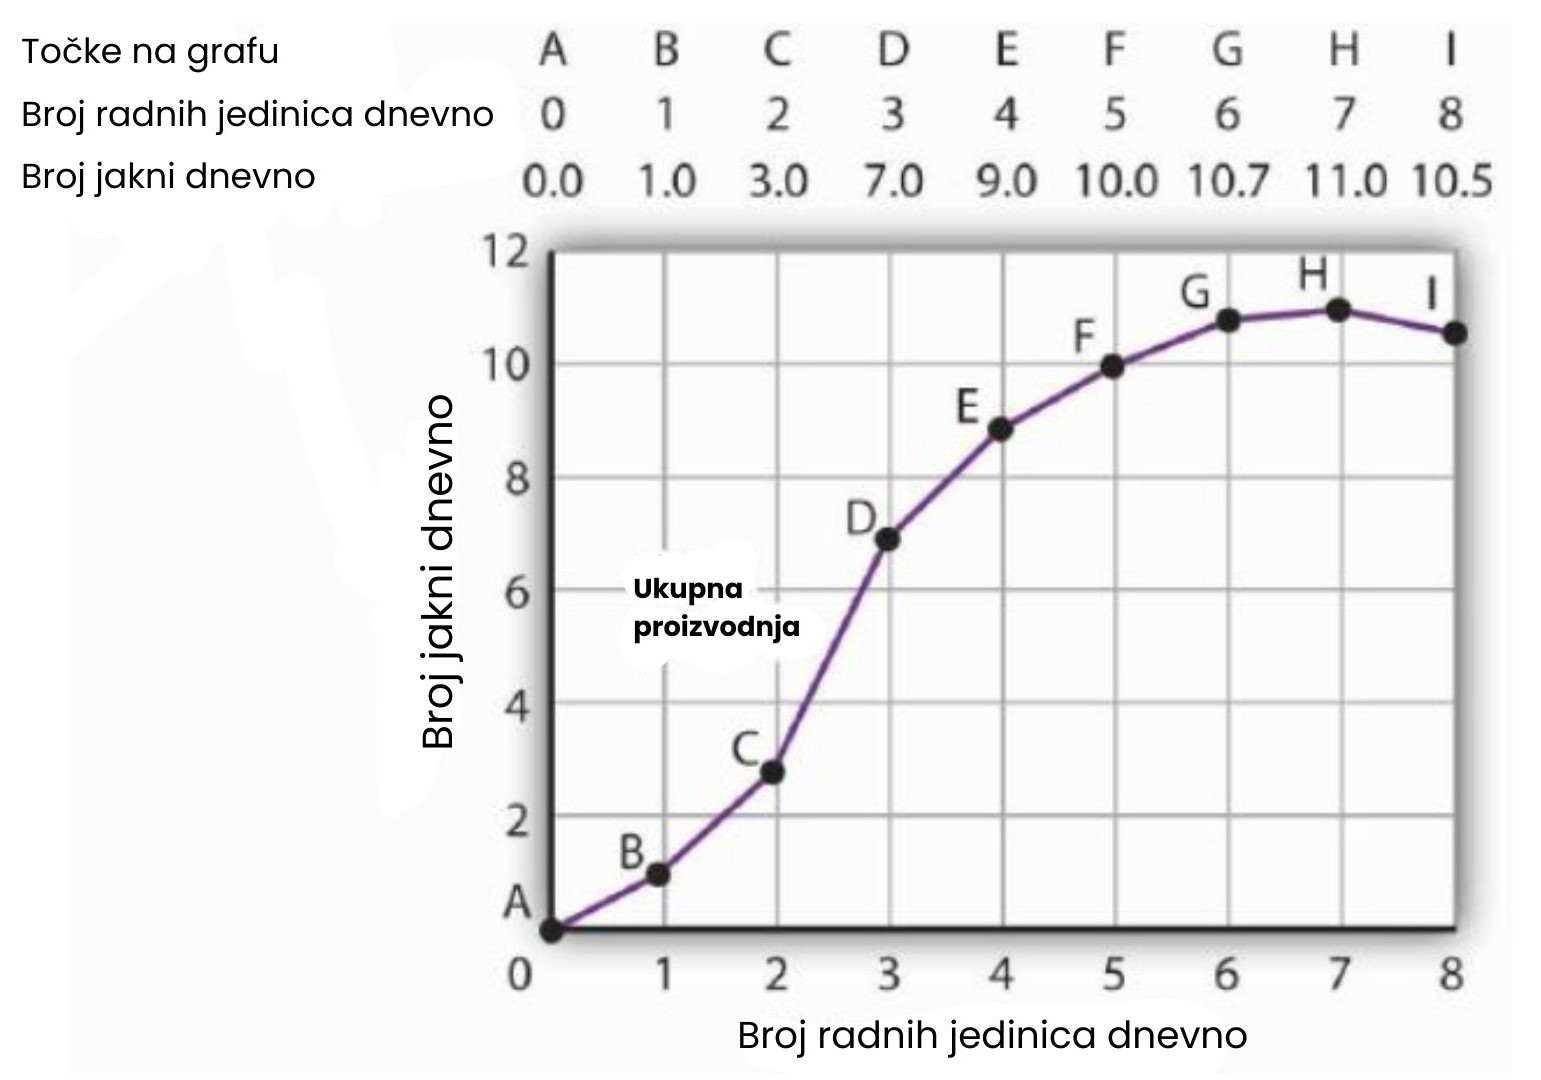 Točke na grafu A B C D E F G H I
Broj radnih jedinica dnevno 0 1 2 3 4 5 6 7 8
Broj jakni dnevno 0.0 1.0 3.0 7.0 9.0 10.0 10.7 11.0 10.5
12
10
8
6
4
2
0
A
B
C
D
E
F
G
H
I
Ukupna
proizvodnja
Broj jakni dnevno
1 2 3 4 5 6 7 8
Broj radnih jedinica dnevno